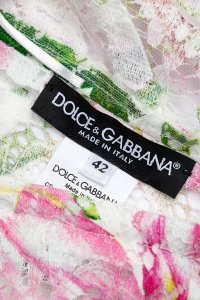 DOLCE & GABBANA®
MADE IN ITALY
42
DOLCE & GABBANA
Made in Italy